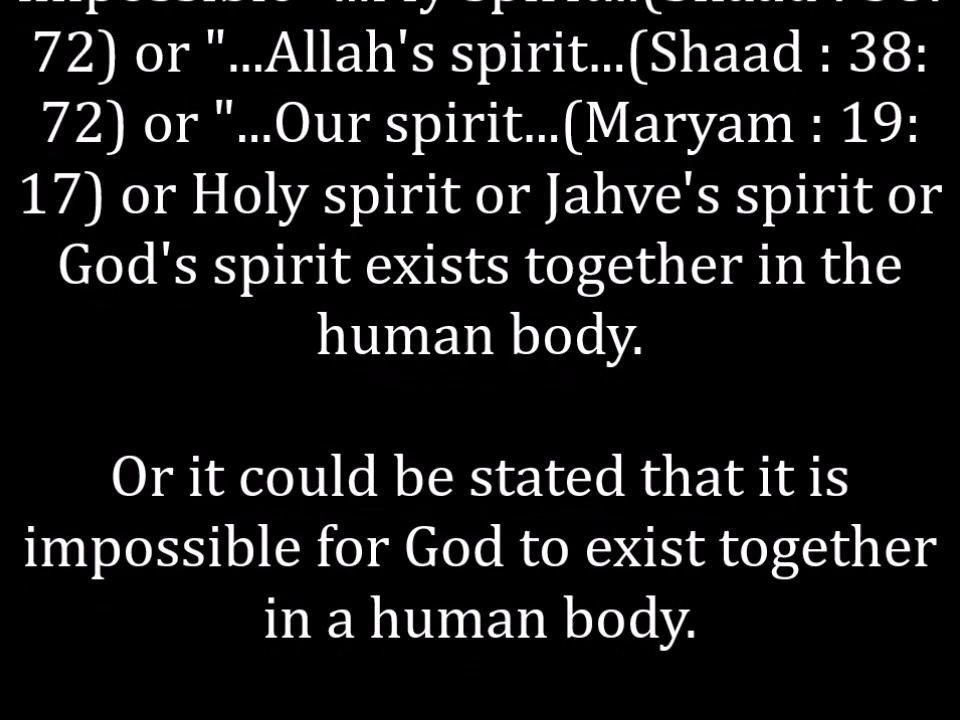 72) or "...Allah's spirit...(Shaad : 38:
72) or "...Our spirit...(Maryam : 19:
17) or Holy spirit or Jahve's spirit or
God's spirit exists together in the
human body.
Or it could be stated that it is
impossible for God to exist together
in a human body.